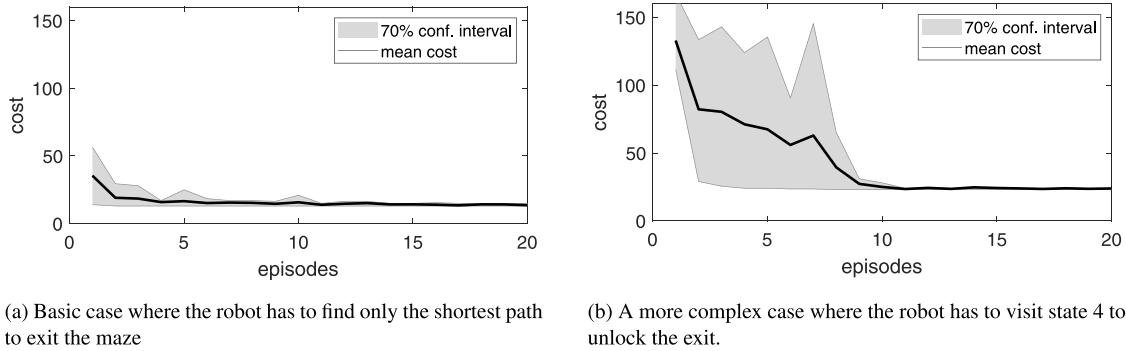 150
100
50
0
cost
0
5
10
15
20
episodes
70% conf. interval
mean cost
150
100
50
0
cost
0
5
10
15
20
episodes
70% conf. interval
mean cost
(a) Basic case where the robot has to find only the shortest path
to exit the maze
(b) A more complex case where the robot has to visit state 4 to
unlock the exit.